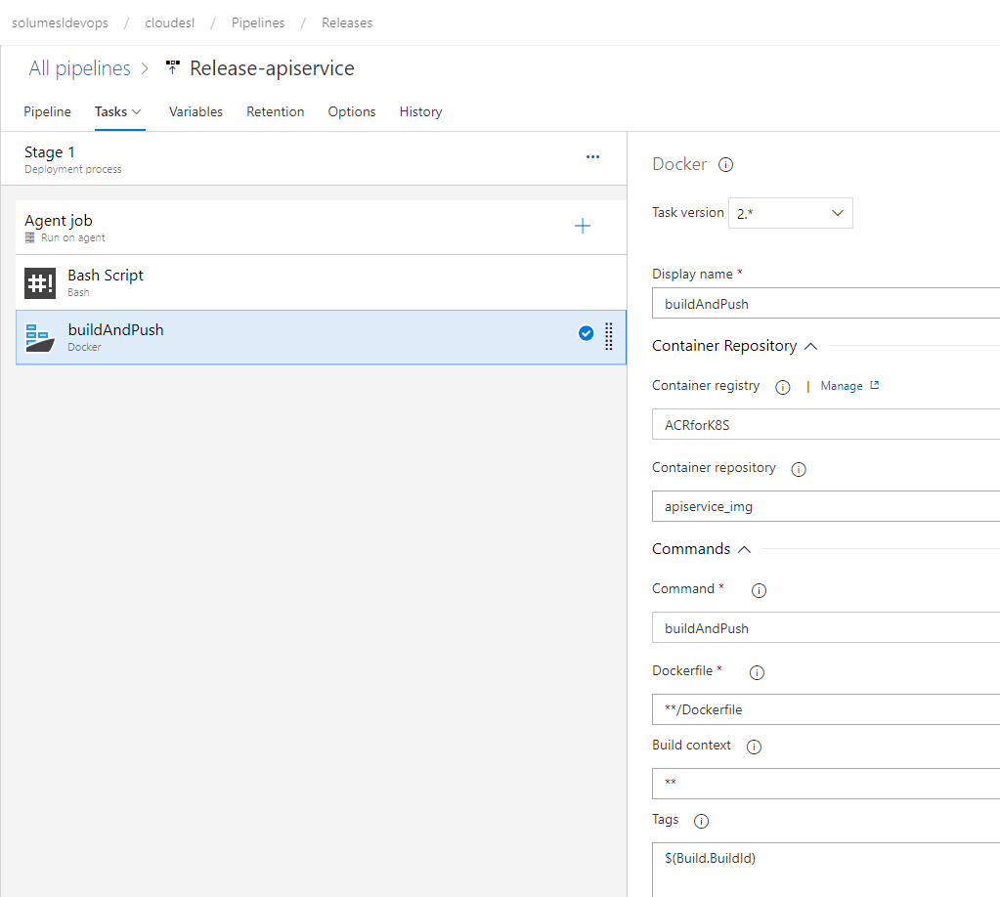 solumesldevops / cloudesl / Pipelines / Releases
All pipelines > Release-apiservice
Pipeline Tasks Variables Retention Options History
Stage 1
Deployment process
Agent job
Run on agent
#! Bash Script
Bash
buildAndPush
Docker
Docker
Task version 2.*
Display name *
buildAndPush
Container Repository
Container registry | Manage
ACRforK8S
Container repository
apiservice_img
Commands
Command *
buildAndPush
Dockerfile *
**/Dockerfile
Build context
**
Tags
$(Build.BuildId)